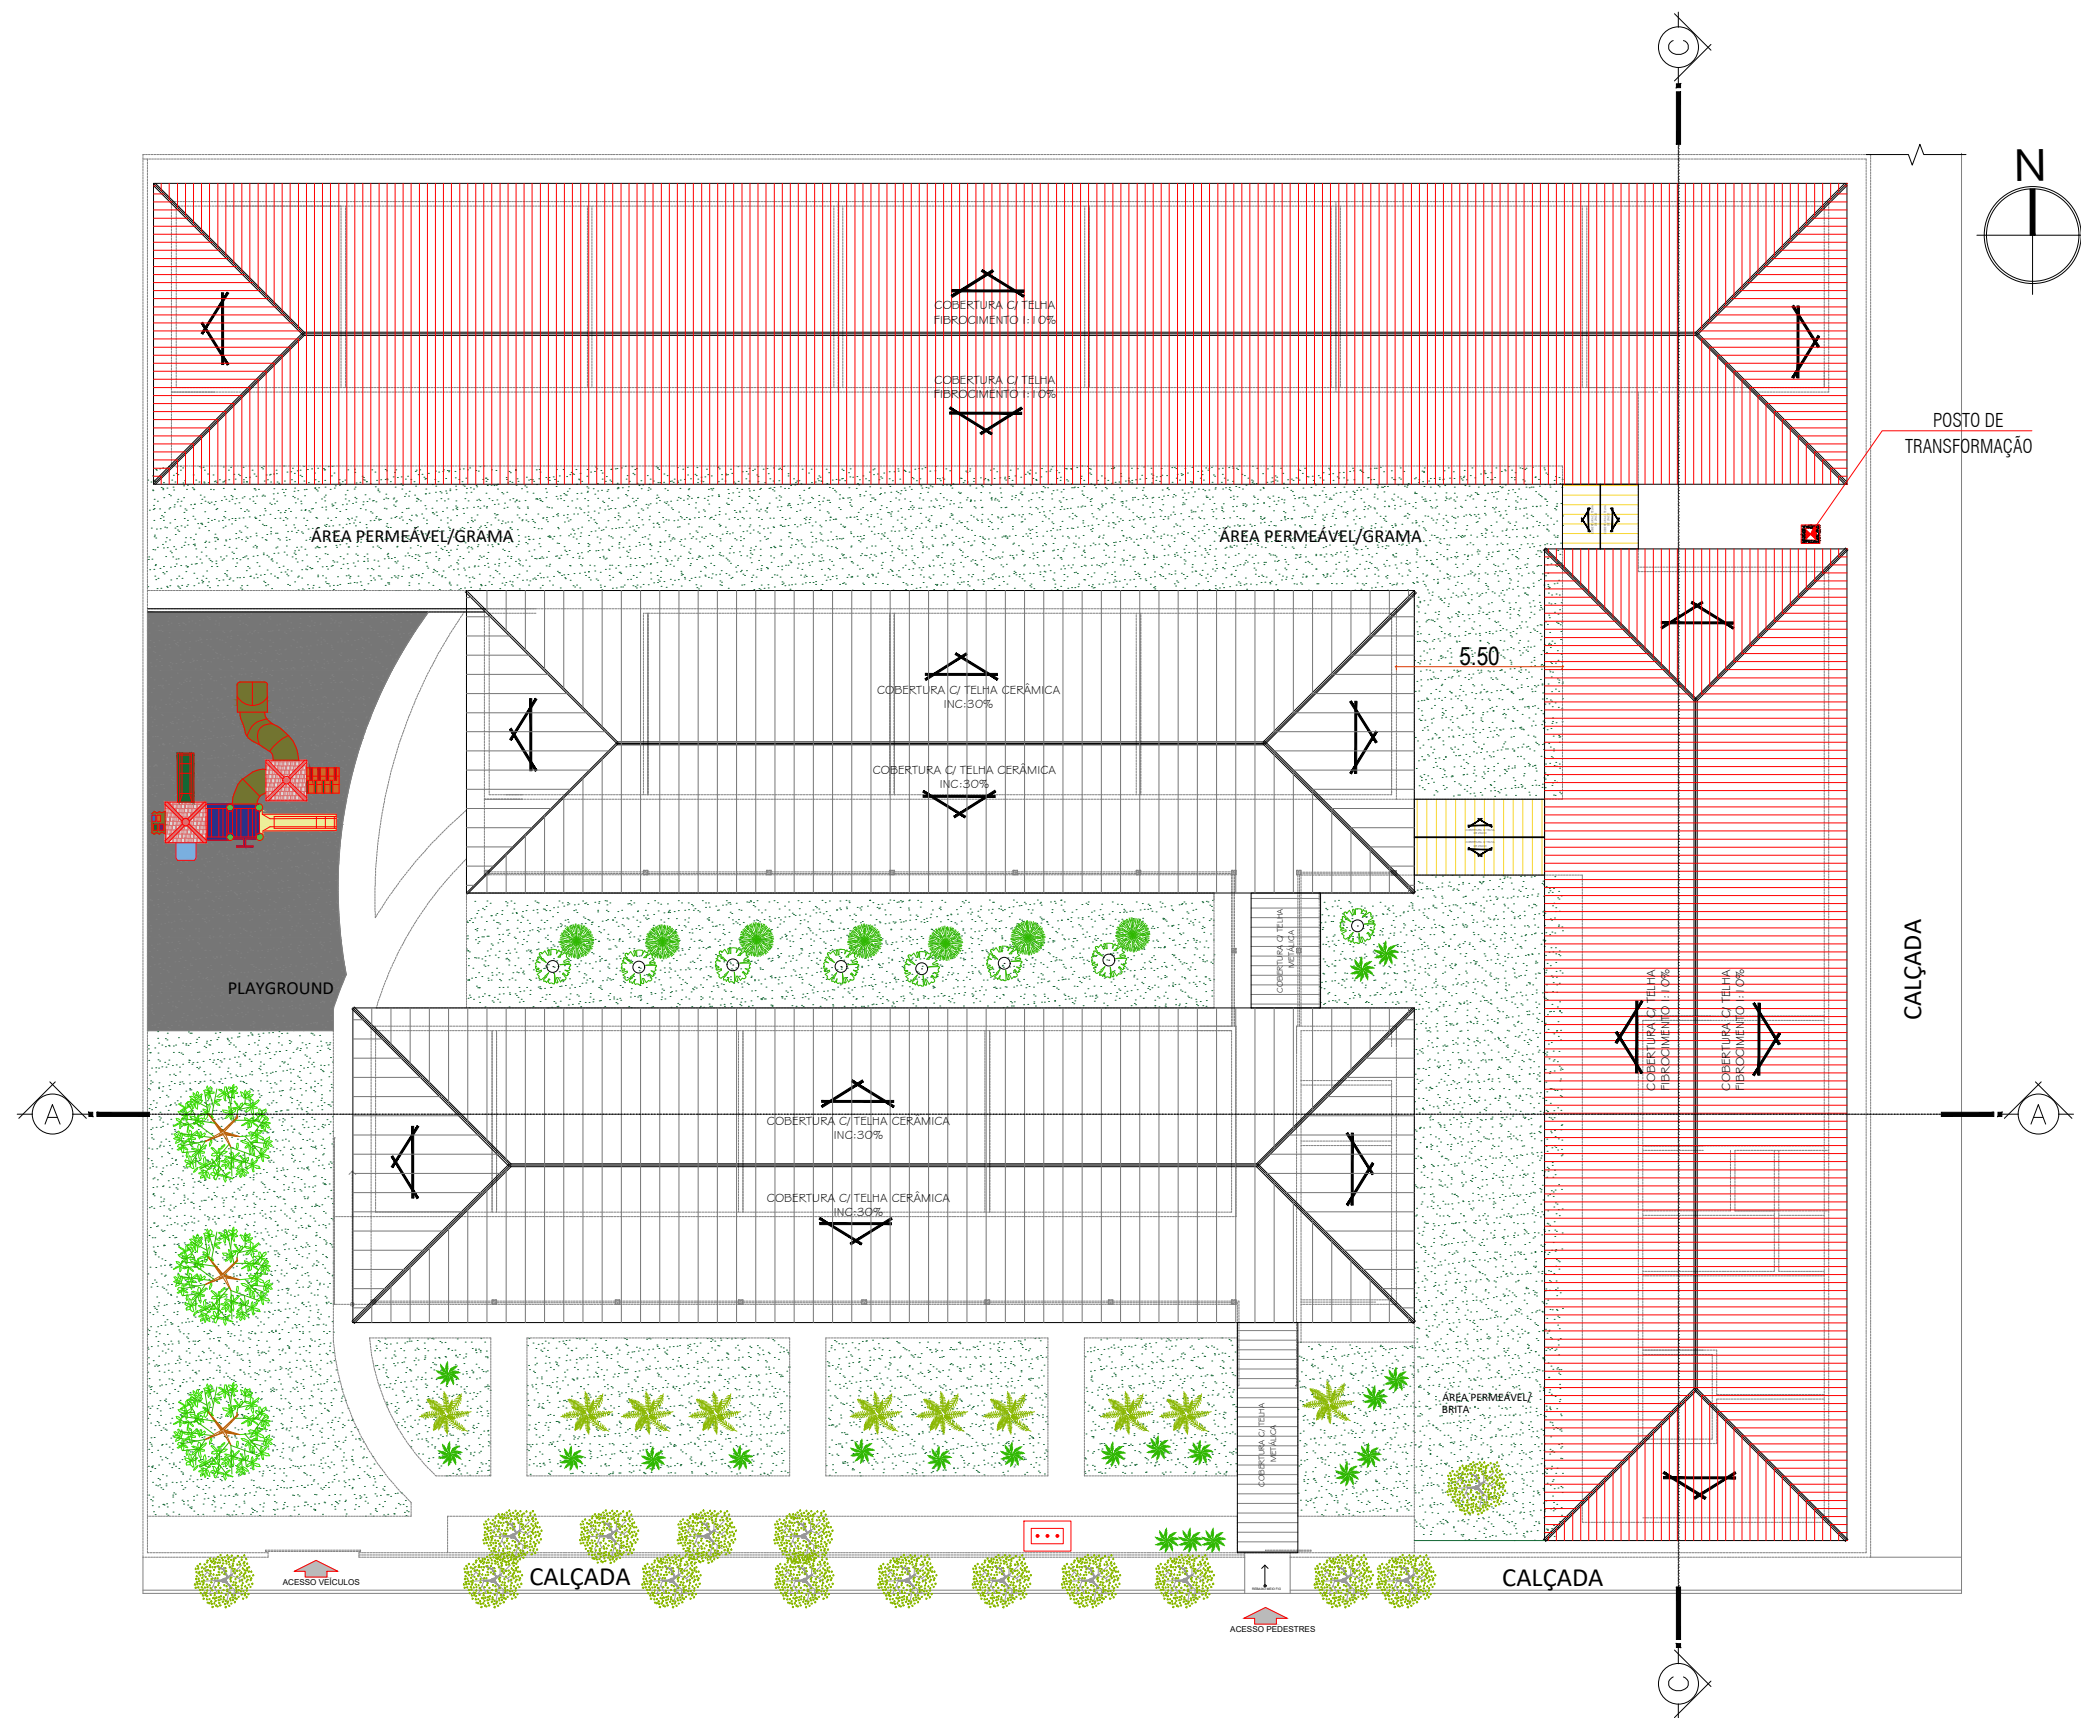 C
N
COBERTURA C/ TELHA
FIBROCIMENTO I:10%
COBERTURA C/ TELHA
FIBROCIMENTO I:10%
POSTO DE
TRANSFORMAÇÃO
ÁREA PERMEÁVEL/GRAMA
ÁREA PERMEÁVEL/GRAMA
5.50
COBERTURA C/ TELHA CERÂMICA
INC:30%
COBERTURA C/ TELHA CERÂMICA
INC:30%
COBERTURA C/ TELHA
METÁLICA
PLAYGROUND
COBERTURA C/ TELHA
FIBROCIMENTO I:10%
COBERTURA C/ TELHA
FIBROCIMENTO I:10%
CALÇADA
A
A
COBERTURA C/ TELHA CERÂMICA
INC:30%
COBERTURA C/ TELHA CERÂMICA
INC:30%
ÁREA PERMEÁVEL/
BRITA
COBERTURA C/ TELHA
METÁLICA
ACESSO VEÍCULOS
CALÇADA
CALÇADA
ACESSO PEDESTRES
C